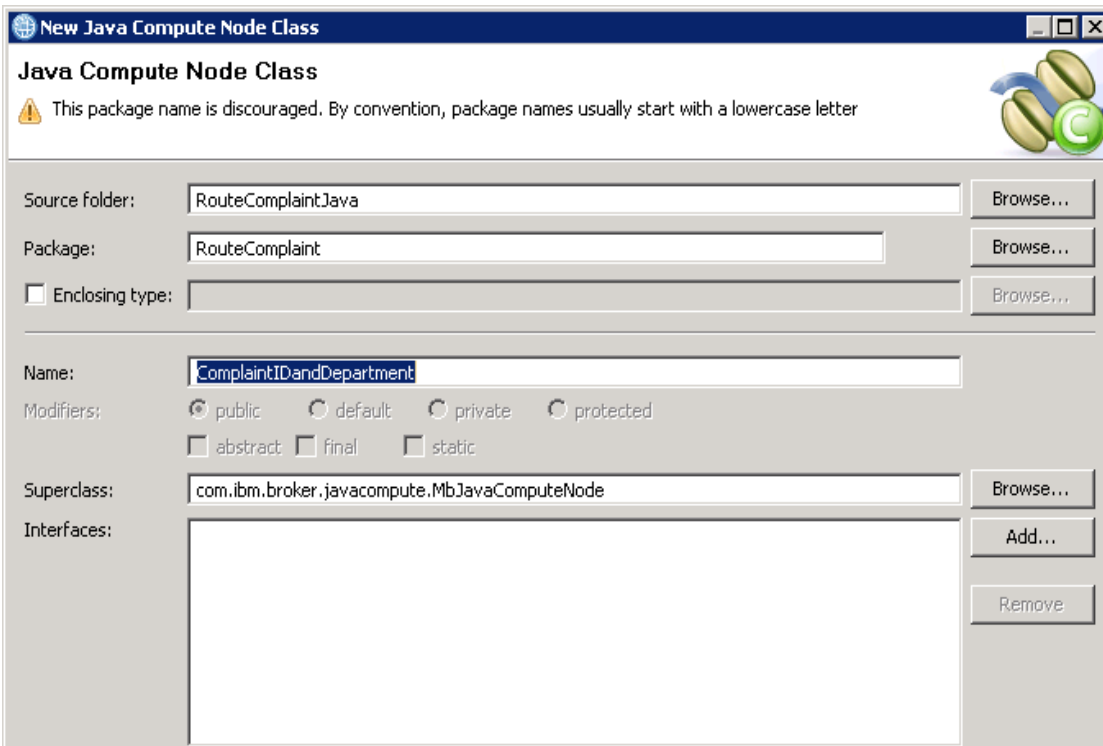 New Java Compute Node Class
Java Compute Node Class
This package name is discouraged. By convention, package names usually start with a lowercase letter
C
Source folder: RouteComplaintJava Browse...
Package: RouteComplaint Browse...
Enclosing type: Browse...
Name: ComplaintIDandDepartment
Modifiers: public default private protected
abstract final static
Superclass: com.ibm.broker.javacompute.MbJavaComputeNode Browse...
Interfaces: Add...
Remove